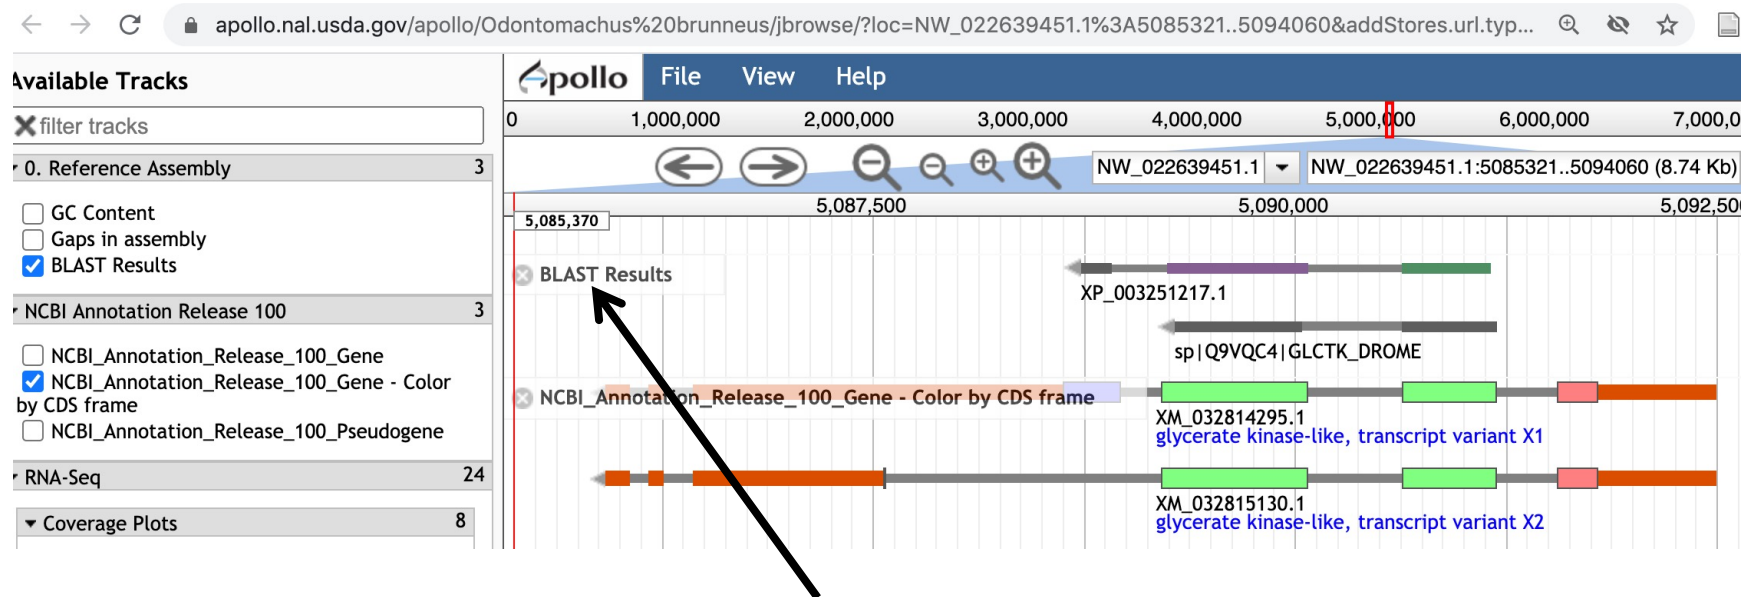 apollo.nal.usda.gov/apollo/Odontomachus%20brunneus/jbrowse/?loc=NW_022639451.1%3A5085321..5094060&addStores.url.typ...
Available Tracks
filter tracks
0. Reference Assembly 3
GC Content
Gaps in assembly
BLAST Results
NCBI Annotation Release 100 3
NCBI_Annotation_Release_100_Gene
NCBI_Annotation_Release_100_Gene - Color
by CDS frame
NCBI_Annotation_Release_100_Pseudogene
RNA-Seq 24
Coverage Plots 8
Apollo File View Help
0 1,000,000 2,000,000 3,000,000 4,000,000 5,000,000 6,000,000 7,000,0
NW_022639451.1 NW_022639451.1:5085321..5094060 (8.74 Kb)
5,087,500 5,090,000 5,092,50
5,085,370
BLAST Results
XP_003251217.1
sp|Q9VQC4|GLCTK_DROME
NCBI_Annotation_Release_100_Gene - Color by CDS frame
XM_032814295.1
glycerate kinase-like, transcript variant X1
XM_032815130.1
glycerate kinase-like, transcript variant X2